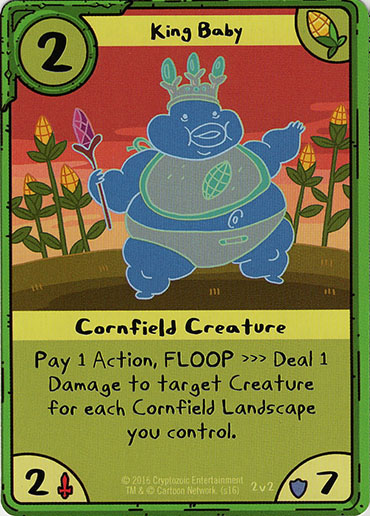 2
King Baby
Cornfield Creature
Pay 1 Action, FLOOP >>> Deal 1
Damage to target Creature
for each Cornfield Landscape
you control.
2
© 2016 Cryptozoic Entertainment
TM & © Cartoon Network. (s16)
2v2
7